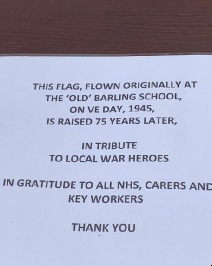 THIS FLAG, FLOWN ORIGINALLY AT
THE 'OLD' BARLING SCHOOL,
ON VE DAY, 1945,
IS RAISED 75 YEARS LATER,
IN TRIBUTE
TO LOCAL WAR HEROES
IN GRATITUDE TO ALL NHS, CARERS AND
KEY WORKERS
THANK YOU